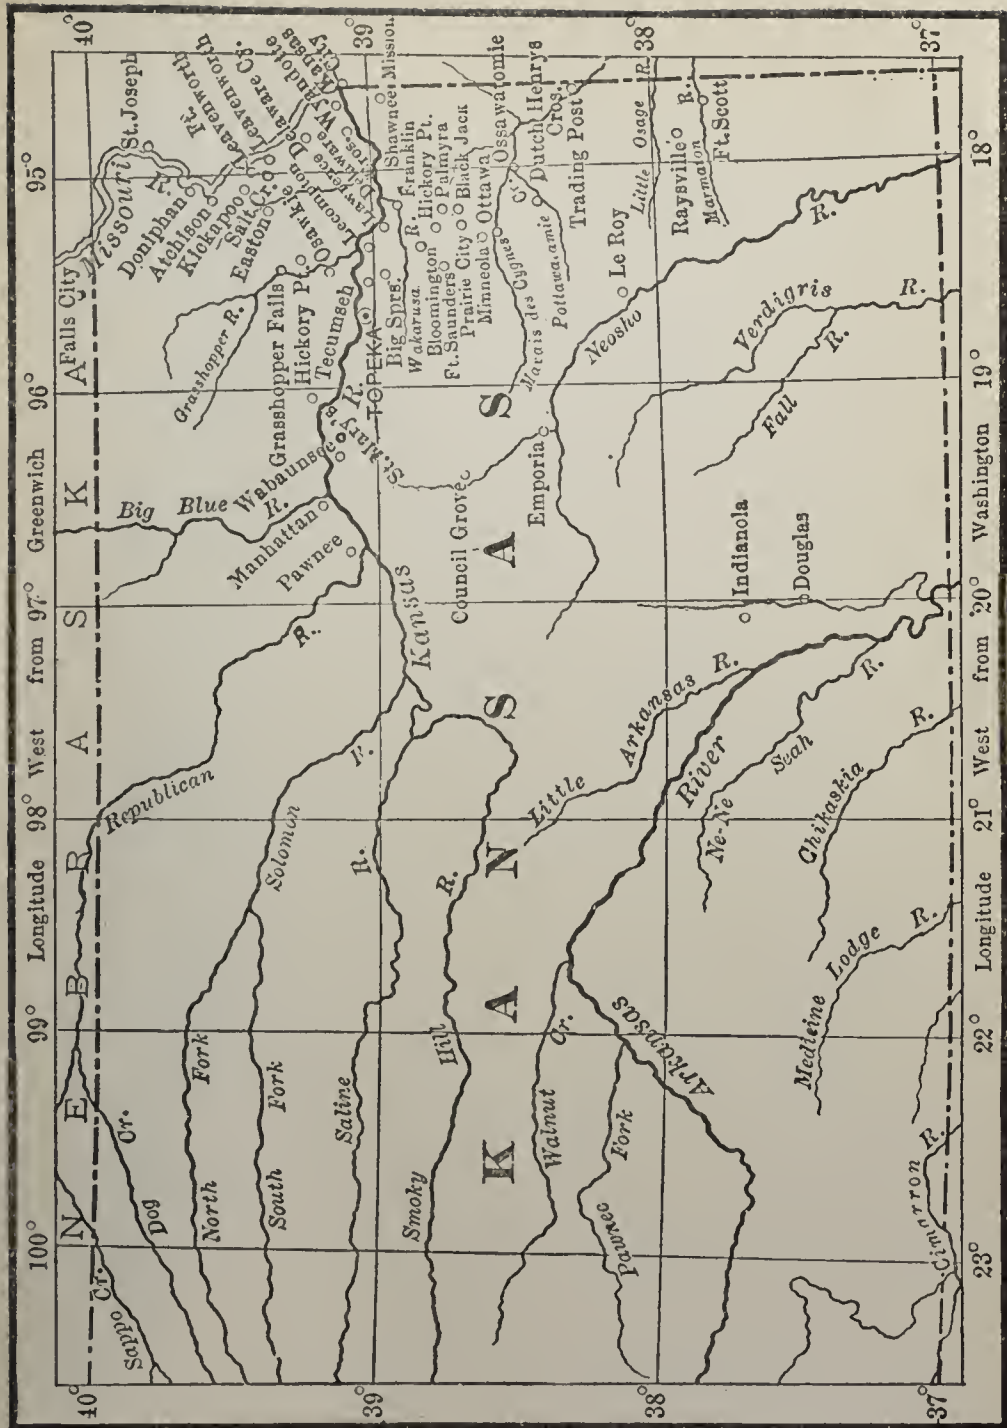 Longitude West from Greenwich
100° 99° 98° 97° 96° 95°
40° 40
NEBRASKA
Falls City
St. Joseph
Missouri R.
Ft. Leavenworth
Leavenworth Cy.
Delaware
Wyandotte
Kansas City
Doniphan
Atchison
Kickapoo
Salt Cr.
Easton
Osawkie
Lecompton
Lawrence
Delaware
Grasshopper R.
Grasshopper Falls
Hickory Pt.
Tecumseh
TOPEKA
St. Mary's
R.
Wabaunsee
Big Blue R.
Manhattan
Pawnee
Republican R.
Sappo Cr.
Dog Cr.
North Fork
South Fork
Solomon F.
Saline R.
Smoky Hill R.
Kansas
39° 39°
Shawnee Mission
Big Sprs.
Franklin
Wakarusa R.
Hickory Pt.
Bloomington
Palmyra
Ft. Saunders
Prairie City
Black Jack
Minneola
Ottawa
Ossawatomie
Marais des Cygnes
Dutch Henrys Cros.
Pottawatamie Cr.
Trading Post
Council Grove
Emporia
KANSAS
Le Roy
Little Osage R.
Raysville
Marmaton R.
Ft. Scott
Neosho R.
Verdigris R.
Fall R.
Indianola
Douglas
Little Arkansas R.
Arkansas River
Walnut Cr.
Pawnee Fork
Ne-Ne Scah R.
Chikaskia R.
Medicine Lodge R.
Cimarron R.
38° 38°
37° 37°
23° 22° 21° 20° 19° 18°
Longitude West from Washington